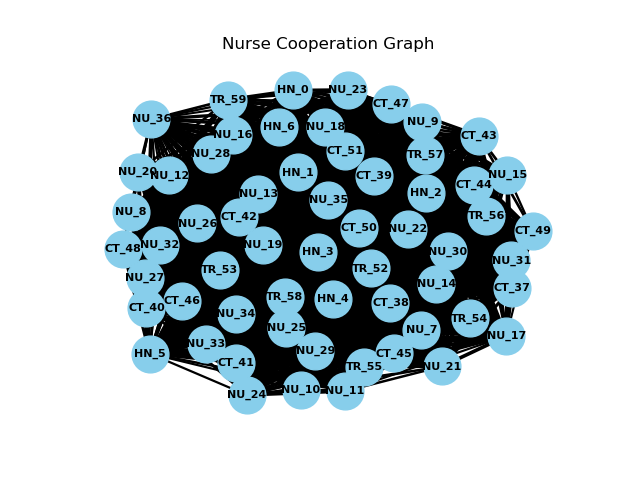 Nurse Cooperation Graph
HN_0
NU_23
TR_59
CT_47
NU_36
NU_9
HN_6
NU_18
NU_16
CT_43
CT_51
NU_28
TR_57
NU_20
HN_1
NU_12
CT_39
NU_15
CT_44
NU_13
HN_2
NU_35
NU_8
CT_42
TR_56
NU_26
CT_50
NU_22
CT_49
CT_48
NU_32
NU_19
HN_3
NU_30
NU_31
TR_53
TR_52
NU_27
NU_14
CT_37
TR_58
HN_4
CT_46
CT_38
CT_40
NU_34
TR_54
NU_25
NU_7
NU_17
NU_33
NU_29
HN_5
CT_45
CT_41
TR_55
NU_21
NU_24
NU_10
NU_11